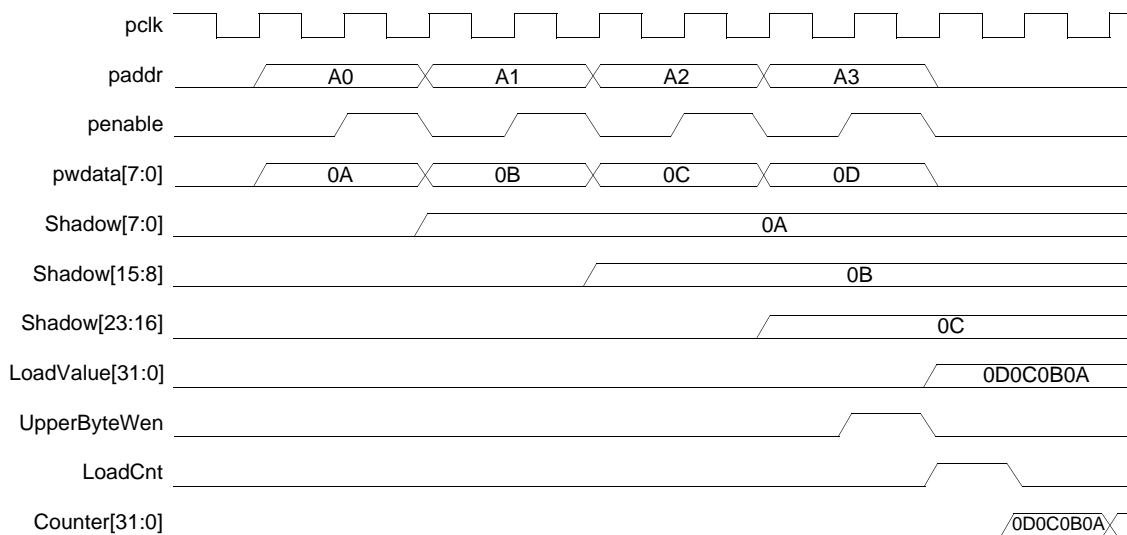 pclk
paddr A0 A1 A2 A3
penable
pwdata[7:0] 0A 0B 0C 0D
Shadow[7:0] 0A
Shadow[15:8] 0B
Shadow[23:16] 0C
LoadValue[31:0] 0D0C0B0A
UpperByteWen
LoadCnt
Counter[31:0] 0D0C0B0A